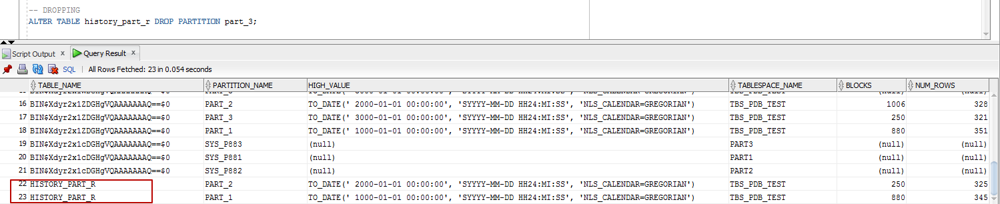 -- DROPPING
ALTER TABLE history_part_r DROP PARTITION part_3;
Script Output x Query Result x
SQL | All Rows Fetched: 23 in 0.054 seconds
TABLE_NAME PARTITION_NAME HIGH_VALUE TABLESPACE_NAME BLOCKS NUM_ROWS
16 BIN$Xdyr2x1ZDGHgVQAAAAAAAQ==$0 PART_2 TO_DATE(' 2000-01-01 00:00:00', 'SYYYY-MM-DD HH24:MI:SS', 'NLS_CALENDAR=GREGORIAN') TBS_PDB_TEST 1006 328
17 BIN$Xdyr2x1ZDGHgVQAAAAAAAQ==$0 PART_3 TO_DATE(' 3000-01-01 00:00:00', 'SYYYY-MM-DD HH24:MI:SS', 'NLS_CALENDAR=GREGORIAN') TBS_PDB_TEST 250 321
18 BIN$Xdyr2x1ZDGHgVQAAAAAAAQ==$0 PART_1 TO_DATE(' 1000-01-01 00:00:00', 'SYYYY-MM-DD HH24:MI:SS', 'NLS_CALENDAR=GREGORIAN') TBS_PDB_TEST 880 351
19 BIN$Xdyr2x1cDGHgVQAAAAAAAQ==$0 SYS_P883 (null) PART3 (null) (null)
20 BIN$Xdyr2x1cDGHgVQAAAAAAAQ==$0 SYS_P881 (null) PART1 (null) (null)
21 BIN$Xdyr2x1cDGHgVQAAAAAAAQ==$0 SYS_P882 (null) PART2 (null) (null)
22 HISTORY_PART_R PART_2 TO_DATE(' 2000-01-01 00:00:00', 'SYYYY-MM-DD HH24:MI:SS', 'NLS_CALENDAR=GREGORIAN') TBS_PDB_TEST 250 325
23 HISTORY_PART_R PART_1 TO_DATE(' 1000-01-01 00:00:00', 'SYYYY-MM-DD HH24:MI:SS', 'NLS_CALENDAR=GREGORIAN') TBS_PDB_TEST 880 345